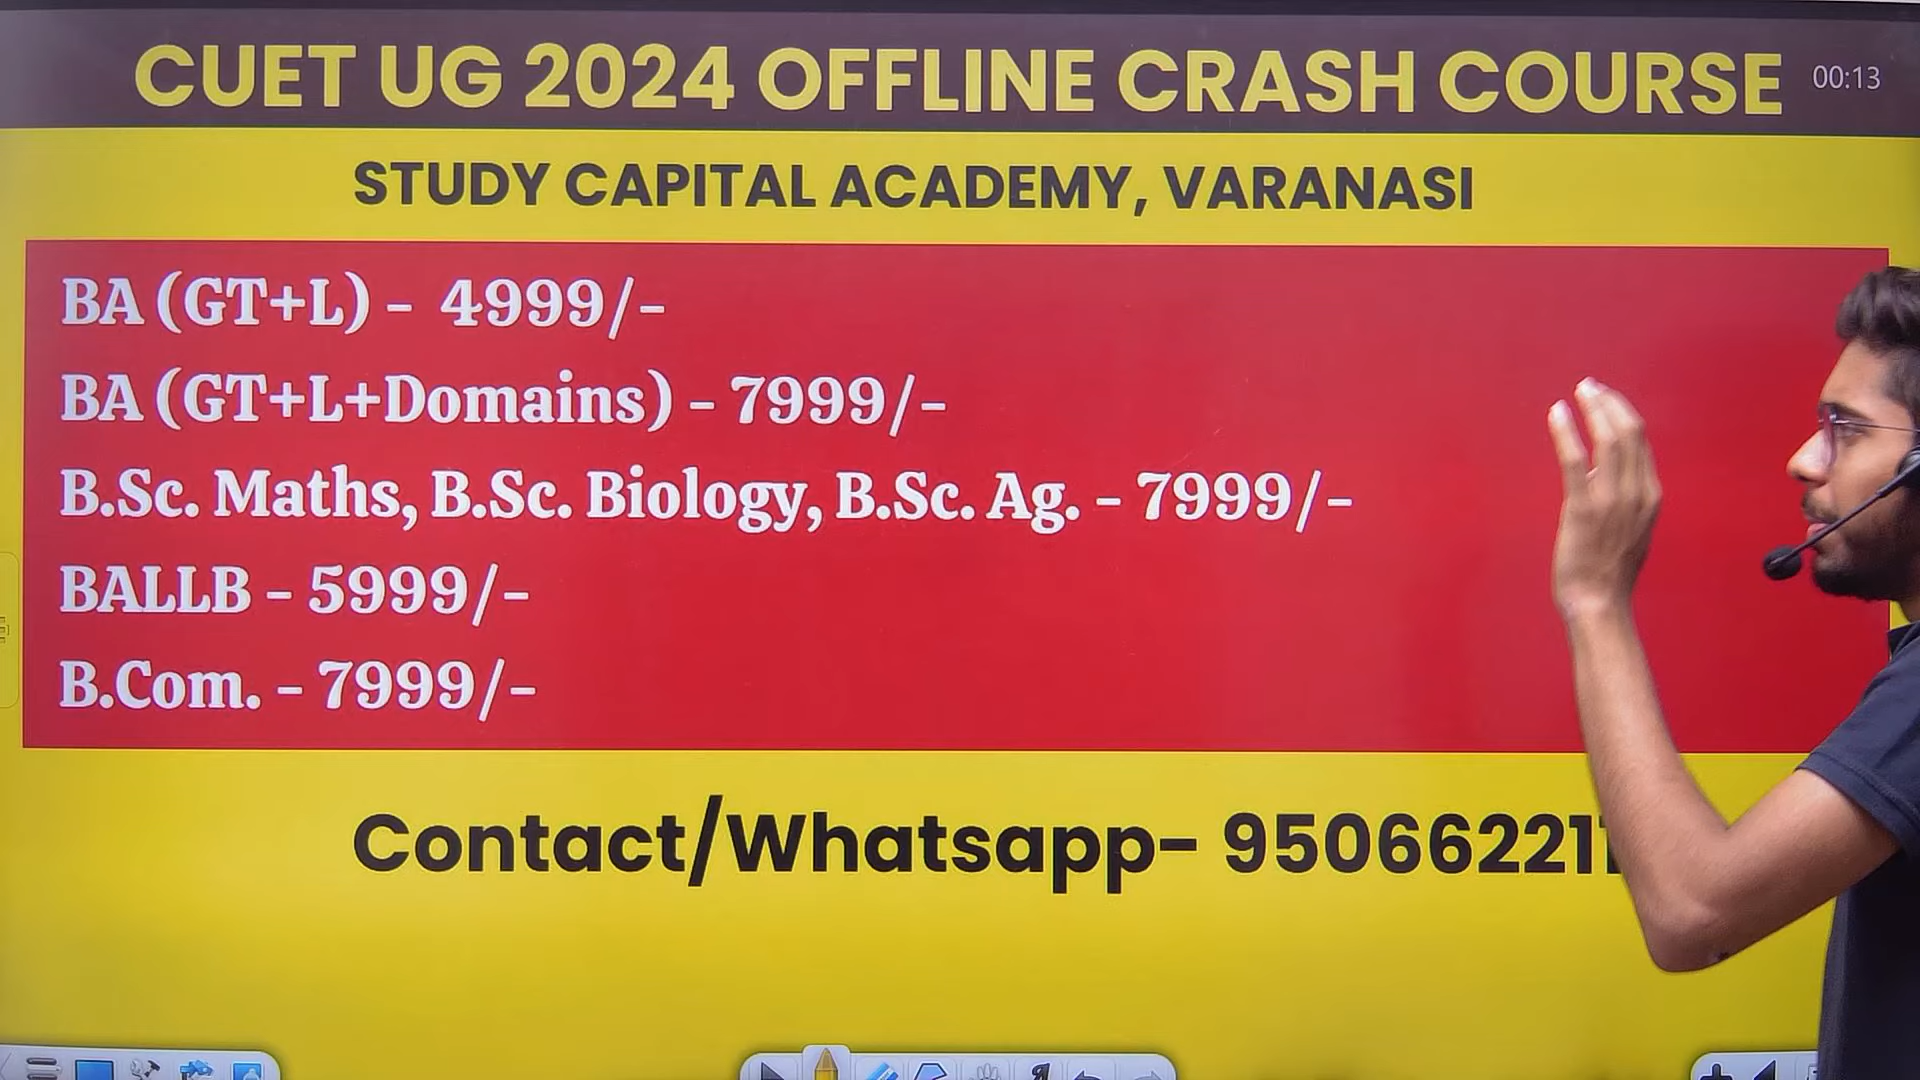 CUET UG 2024 OFFLINE CRASH COURSE
00:13
STUDY CAPITAL ACADEMY, VARANASI
BA (GT+L) - 4999/-
BA (GT+L+Domains) - 7999/-
B.Sc. Maths, B.Sc. Biology, B.Sc. Ag. - 7999/-
BALLB - 5999/-
B.Com. - 7999/-
Contact/Whatsapp-